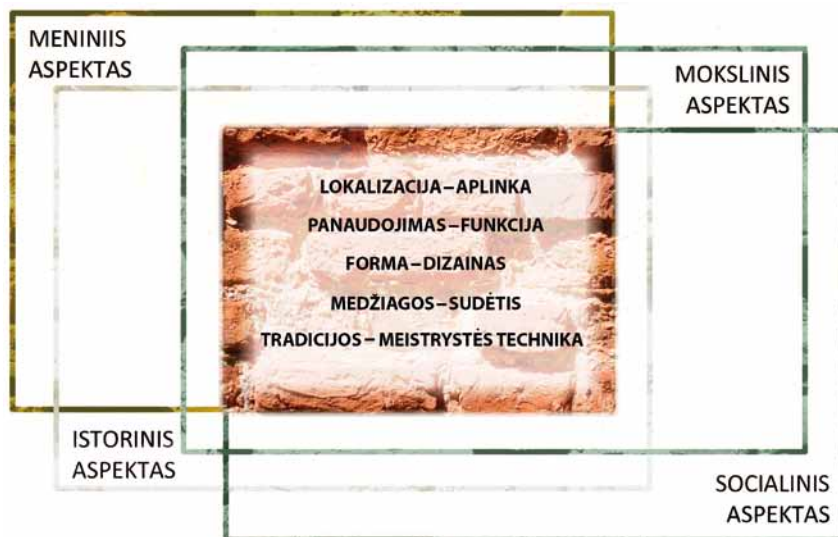 MENINIIS
ASPEKTAS
MOKSLINIS
ASPEKTAS
LOKALIZACIJA–APLINKA
PANAUDOJIMAS–FUNKCIJA
FORMA–DIZAINAS
MEDŽIAGOS–SUDĖTIS
TRADICIJOS–MEISTRYSTĖS TECHNIKA
ISTORINIS
ASPEKTAS
SOCIALINIS
ASPEKTAS